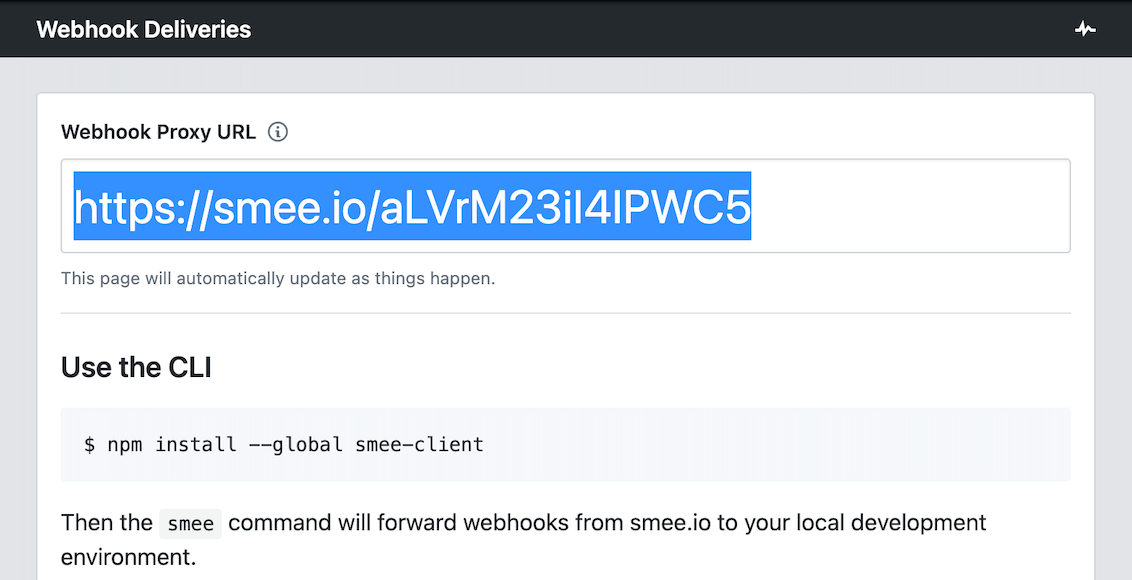 Webhook Deliveries
Webhook Proxy URL
https://smee.io/aLVrM23iI4IPWC5
This page will automatically update as things happen.
Use the CLI
$ npm install --global smee-client
Then the smee command will forward webhooks from smee.io to your local development
environment.